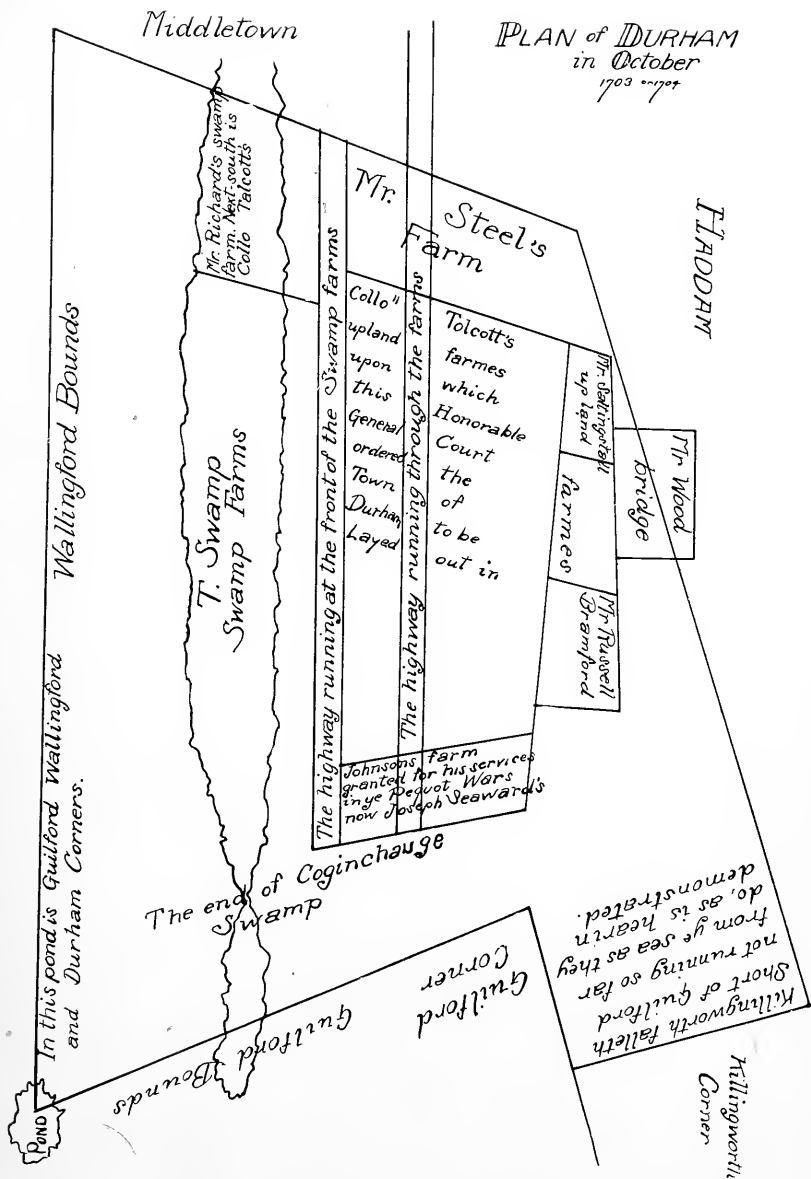 Middletown
PLAN of DURHAM
in October
1703 or 1704
HADDAM
Mr. Richard's swamp
farm. Next south is
Collo Talcott's
Mr. Steel's
Farm
Wallingford Bounds
T. Swamp
Swamp Farms
The highway running at the front of the Swamp farms
The highway running through the farms
Collo" Tolcott's
upland farmes
upon which
this Honorable
General Court
ordered the
Town of
Durham to be
Layed out in
Mr. Saltingstall
up land
farmes
Mr Wood
bridge
Mr Russell
Bramford
Johnsons farm
granted for his services
in ye Pequot Wars
now Joseph Seaward's
The end of Coginchauge
Swamp
In this pond is Guilford Wallingford
and Durham Corners.
POND
Guilford Bounds
Guilford
Corner
Killingworth falleth
Short of Guilford
not running so far
from ye sea as they
do, as is hearin
demonstrated.
Killingworth
Corner